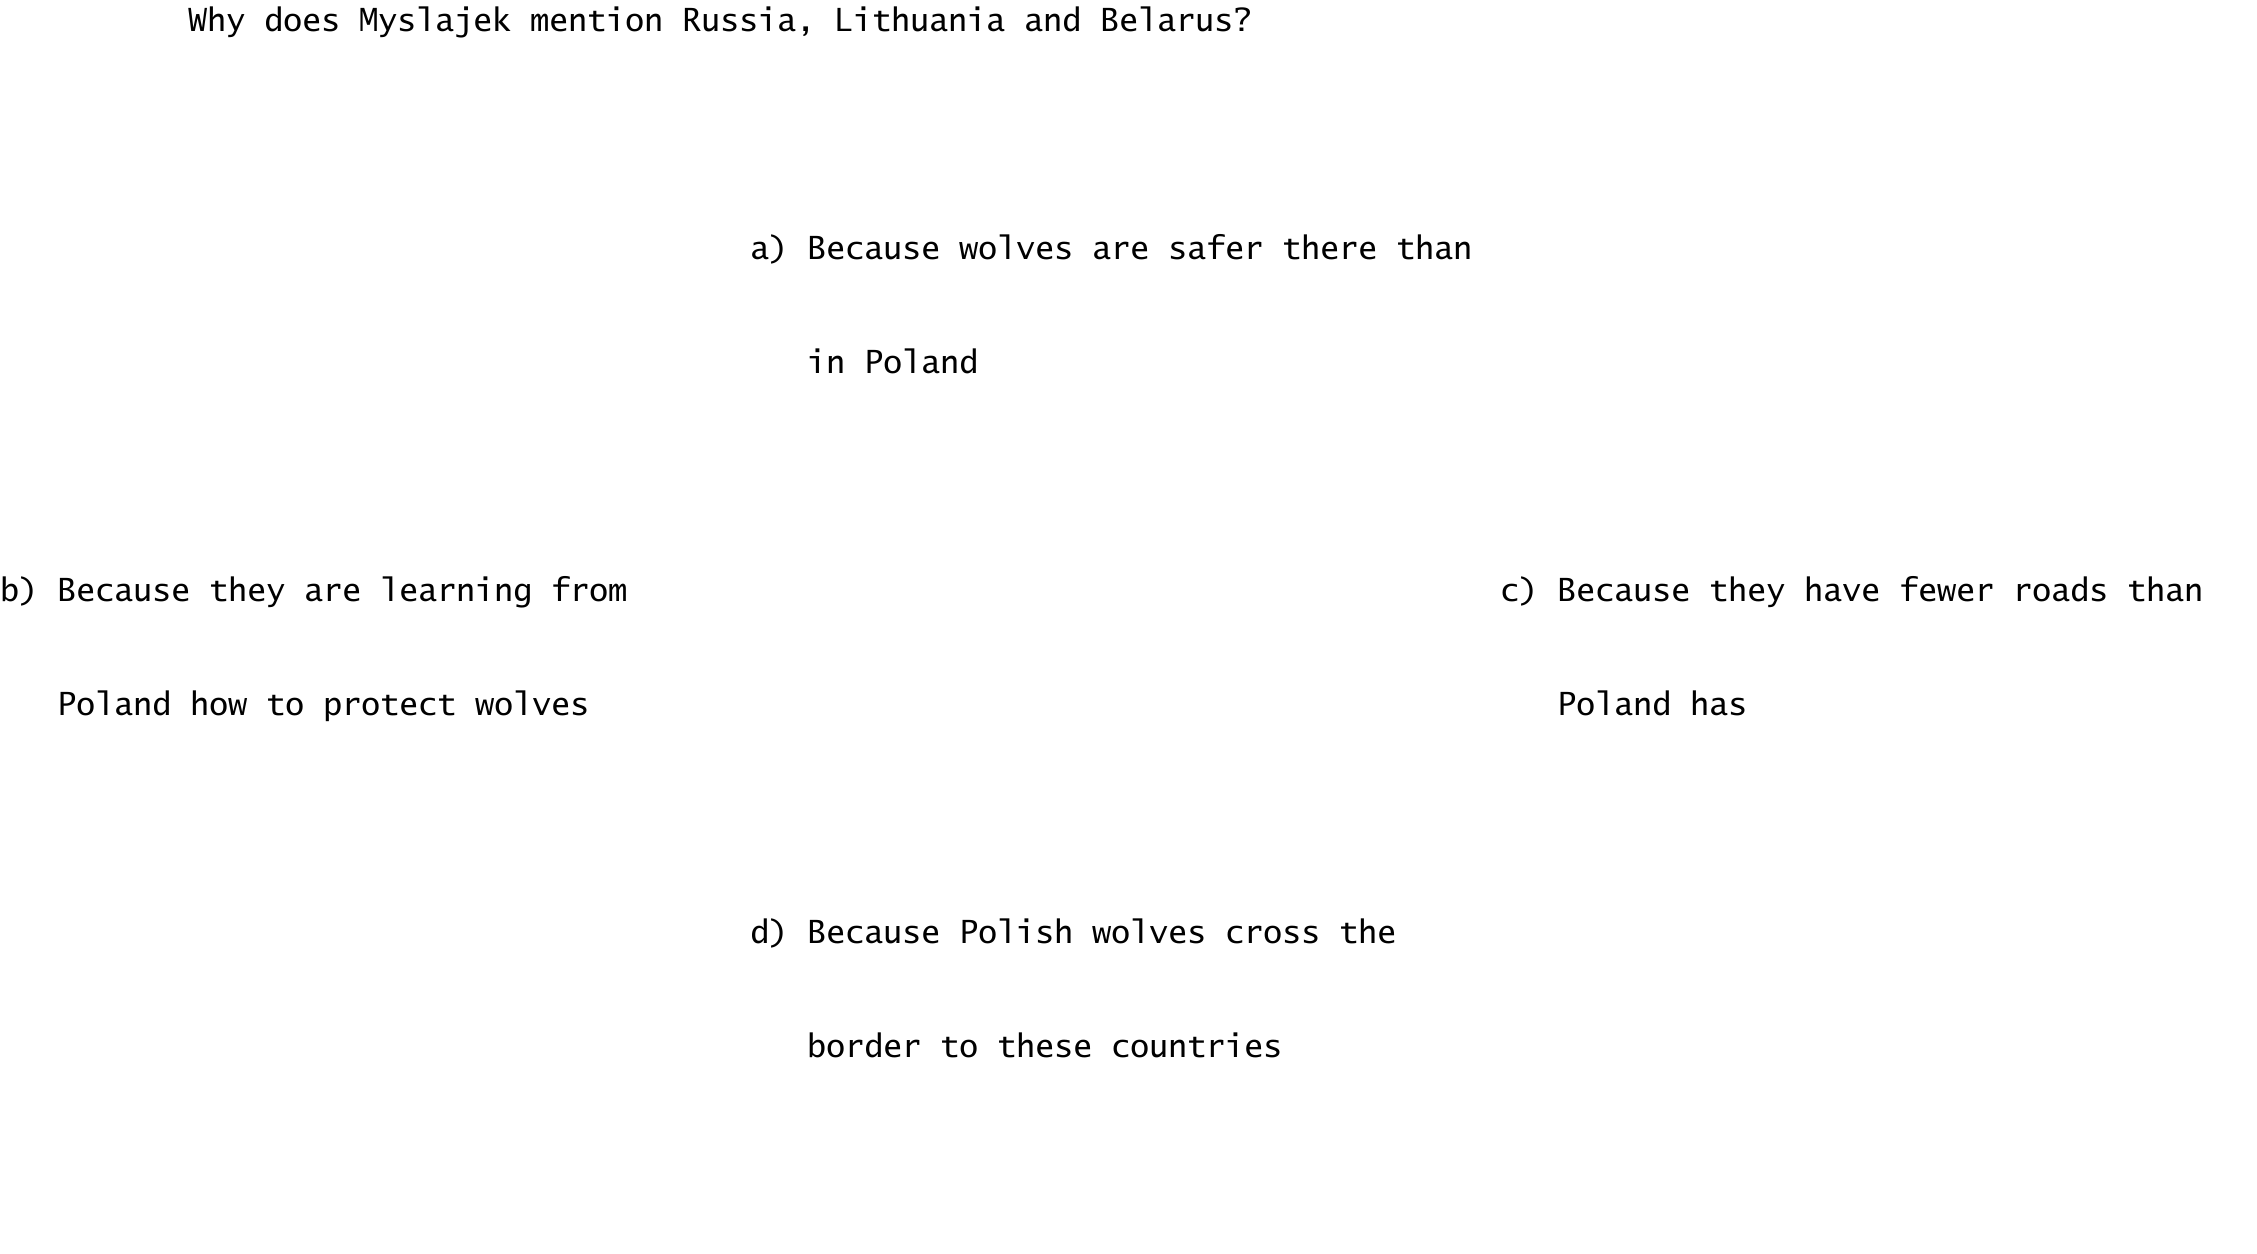 Why does Myslajek mention Russia, Lithuania and Belarus?
a) Because wolves are safer there than
in Poland
b) Because they are learning from
Poland how to protect wolves
c) Because they have fewer roads than
Poland has
d) Because Polish wolves cross the
border to these countries